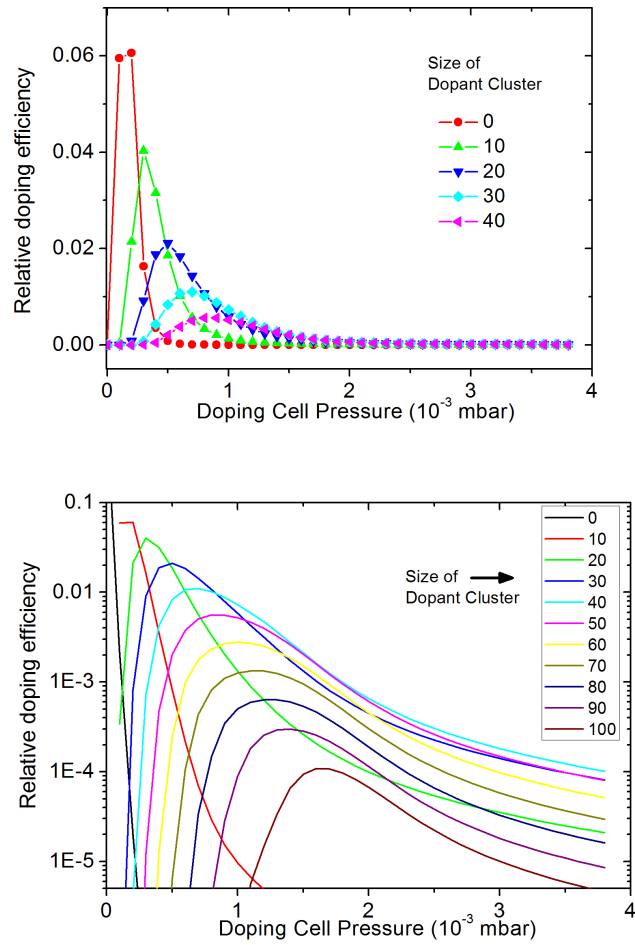 Relative doping efficiency
0.06
0.04
0.02
0.00
Size of
Dopant Cluster
0
10
20
30
40
0
1
2
3
4
Doping Cell Pressure (10⁻³ mbar)
Relative doping efficiency
0.1
0.01
1E-3
1E-4
1E-5
Size of
Dopant Cluster
0
10
20
30
40
50
60
70
80
90
100
0
1
2
3
4
Doping Cell Pressure (10⁻³ mbar)